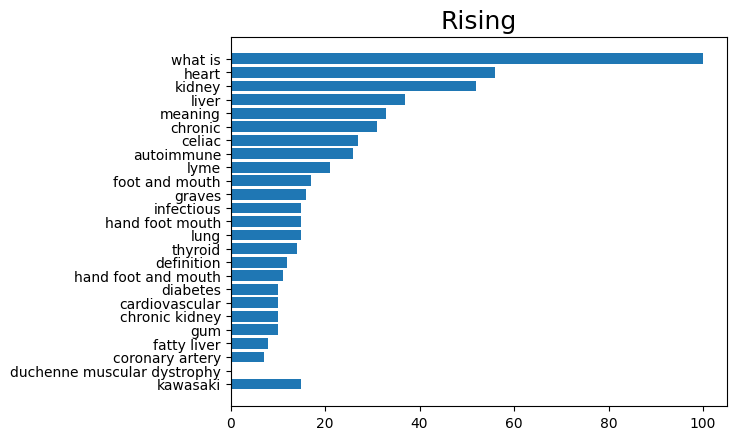 Rising
what is
heart
kidney
liver
meaning
chronic
celiac
autoimmune
lyme
foot and mouth
graves
infectious
hand foot mouth
lung
thyroid
definition
hand foot and mouth
diabetes
cardiovascular
chronic kidney
gum
fatty liver
coronary artery
duchenne muscular dystrophy
kawasaki
0 20 40 60 80 100